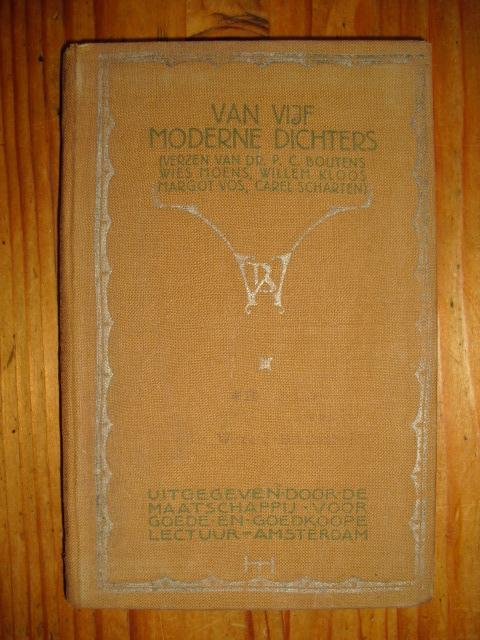 VAN VIJF
MODERNE DICHTERS
(VERZEN VAN DR. P. C. BOUTENS
WIES MOENS, WILLEM KLOOS
MARGOT VOS, CAREL SCHARTEN)
UITGEGEVEN·DOOR·DE
MAATSCHAPPIJ·VOOR
GOEDE·EN·GOEDKOOPE
LECTUUR–AMSTERDAM